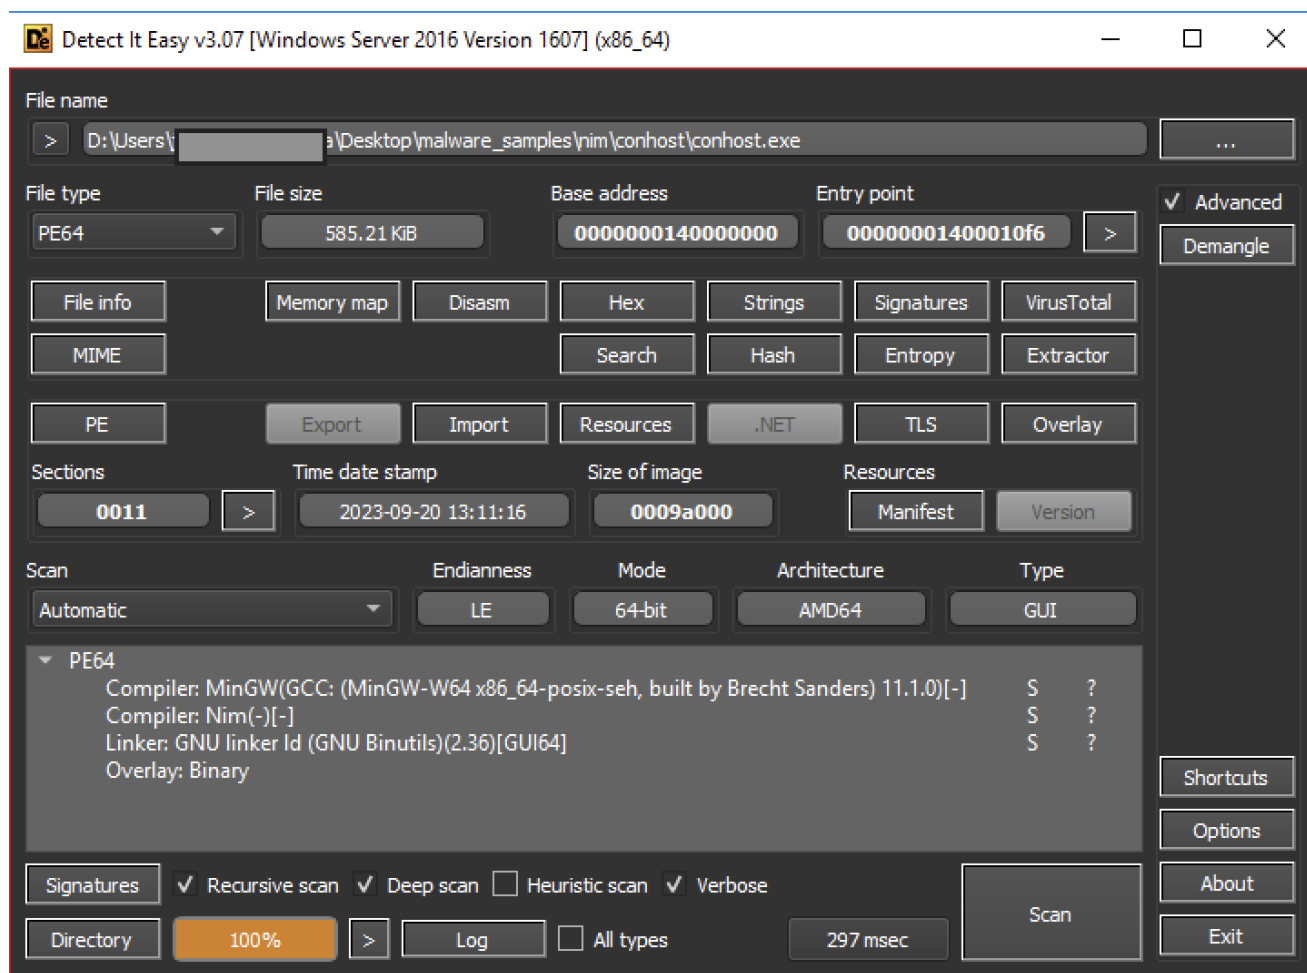 Detect It Easy v3.07 [Windows Server 2016 Version 1607] (x86_64)
File name
> D:\Users\ a\Desktop\malware_samples\nim\conhost\conhost.exe ...
File type File size Base address Entry point Advanced
PE64 585.21 KiB 0000000140000000 00000001400010f6 > Demangle
File info Memory map Disasm Hex Strings Signatures VirusTotal
MIME Search Hash Entropy Extractor
PE Export Import Resources .NET TLS Overlay
Sections Time date stamp Size of image Resources
0011 > 2023-09-20 13:11:16 0009a000 Manifest Version
Scan Endianness Mode Architecture Type
Automatic LE 64-bit AMD64 GUI
PE64
Compiler: MinGW(GCC: (MinGW-W64 x86_64-posix-seh, built by Brecht Sanders) 11.1.0)[-] S ?
Compiler: Nim(-)[-] S ?
Linker: GNU linker ld (GNU Binutils)(2.36)[GUI64] S ?
Overlay: Binary
Shortcuts
Options
Signatures Recursive scan Deep scan Heuristic scan Verbose Scan About
Directory 100% > Log All types 297 msec Exit